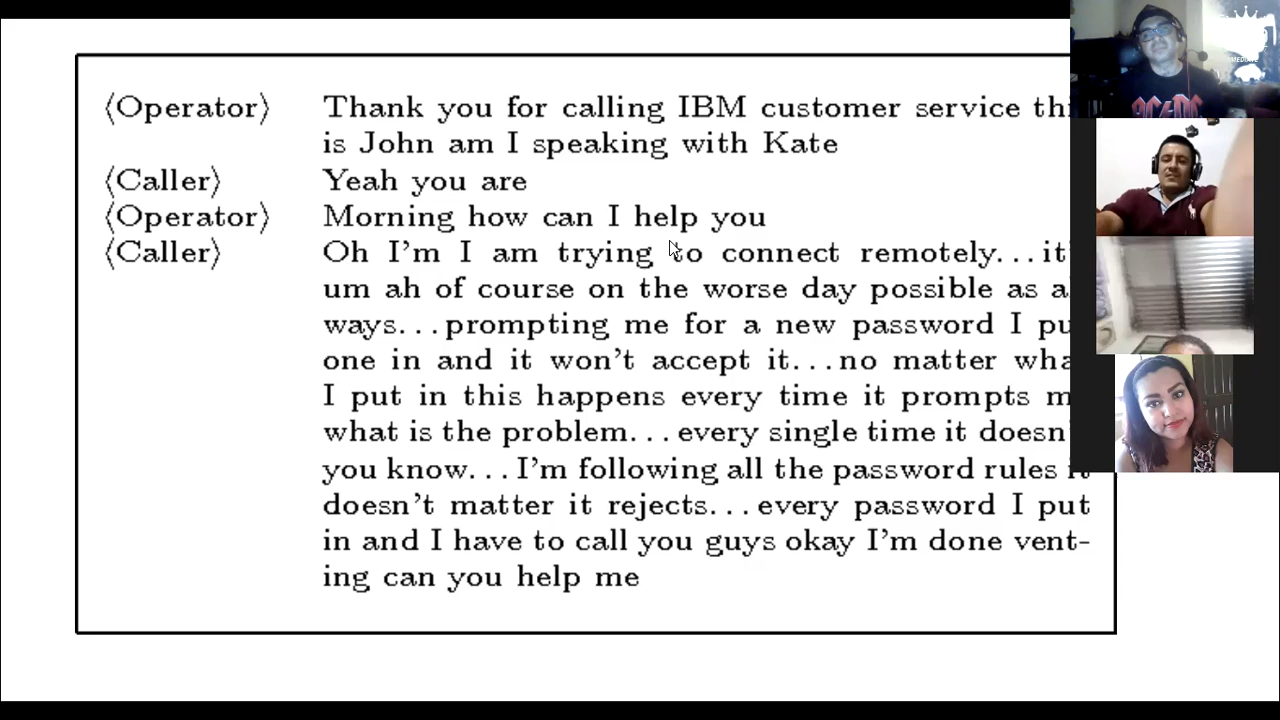 ⟨Operator⟩ Thank you for calling IBM customer service
is John am I speaking with Kate
⟨Caller⟩ Yeah you are
⟨Operator⟩ Morning how can I help you
⟨Caller⟩ Oh I'm I am trying to connect remotely...
um ah of course on the worse day possible as
ways...prompting me for a new password I
one in and it won't accept it...no matter
I put in this happens every time it prompts
what is the problem...every single time it
you know...I'm following all the password rules
doesn't matter it rejects...every password I put
in and I have to call you guys okay I'm done vent-
ing can you help me
AC/DC